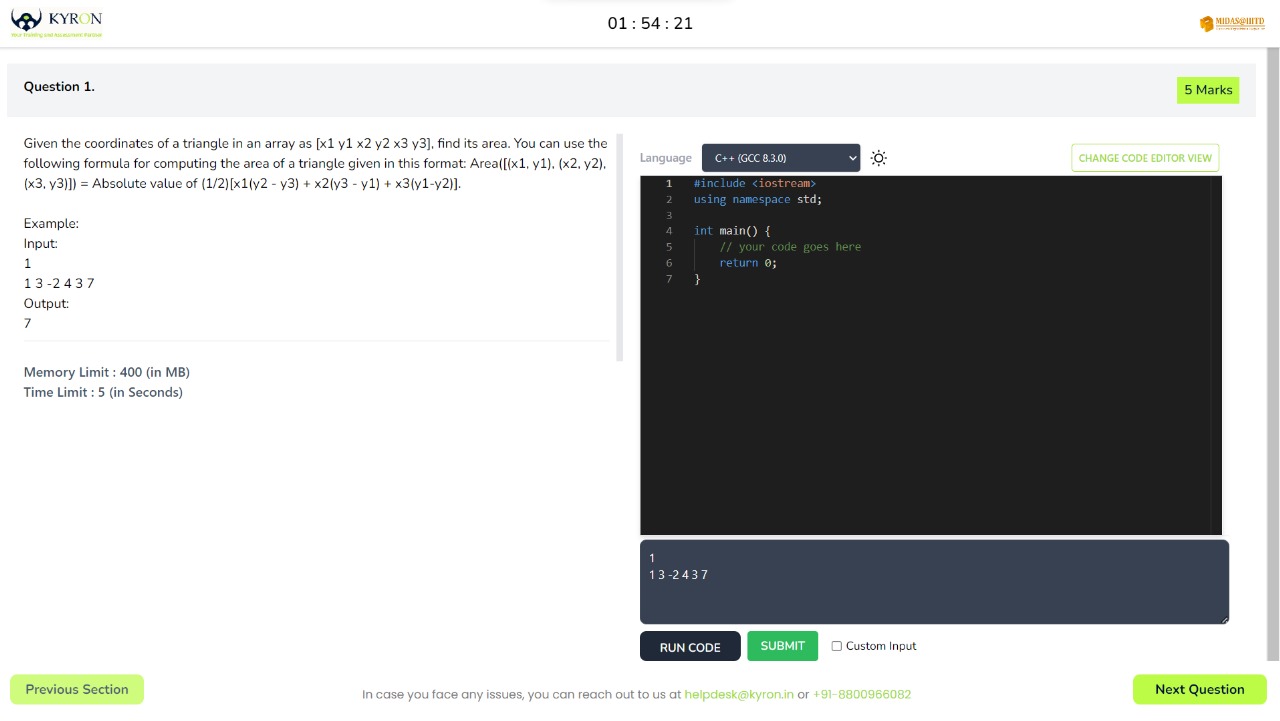 KYRON
Your Training and Assessment Partner
01 : 54 : 21
MIDAS@IIITD
Question 1.
5 Marks
Given the coordinates of a triangle in an array as [x1 y1 x2 y2 x3 y3], find its area. You can use the
following formula for computing the area of a triangle given in this format: Area([(x1, y1), (x2, y2),
(x3, y3)]) = Absolute value of (1/2)[x1(y2 - y3) + x2(y3 - y1) + x3(y1-y2)].
Example:
Input:
1
1 3 -2 4 3 7
Output:
7
Memory Limit : 400 (in MB)
Time Limit : 5 (in Seconds)
Language
C++ (GCC 8.3.0)
CHANGE CODE EDITOR VIEW
1 #include <iostream>
2 using namespace std;
3
4 int main() {
5 // your code goes here
6 return 0;
7 }
1
1 3 -2 4 3 7
RUN CODE
SUBMIT
Custom Input
Previous Section
In case you face any issues, you can reach out to us at helpdesk@kyron.in or +91-8800966082
Next Question